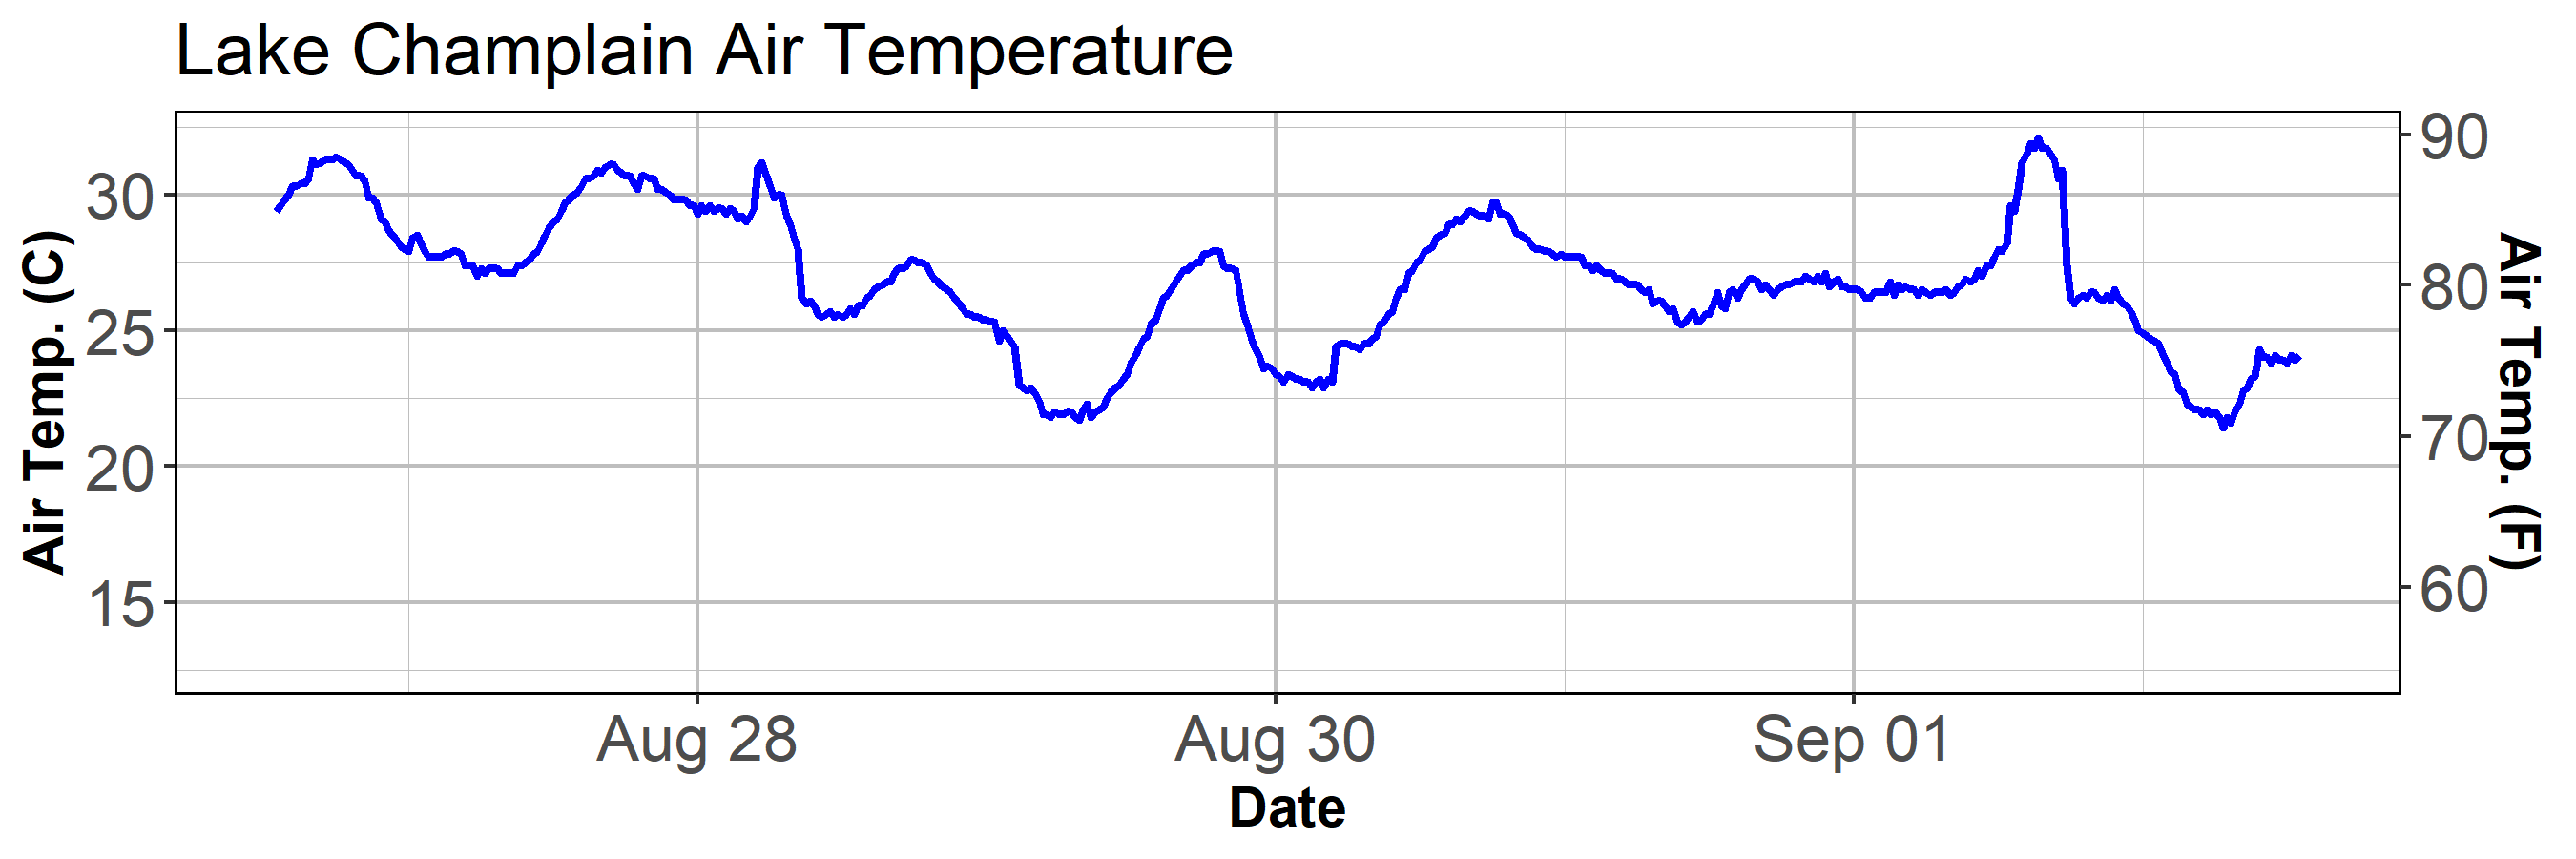 Lake Champlain Air Temperature
Air Temp. (C)
30
25
20
15
90
80
70
60
Air Temp. (F)
Aug 28
Aug 30
Sep 01
Date